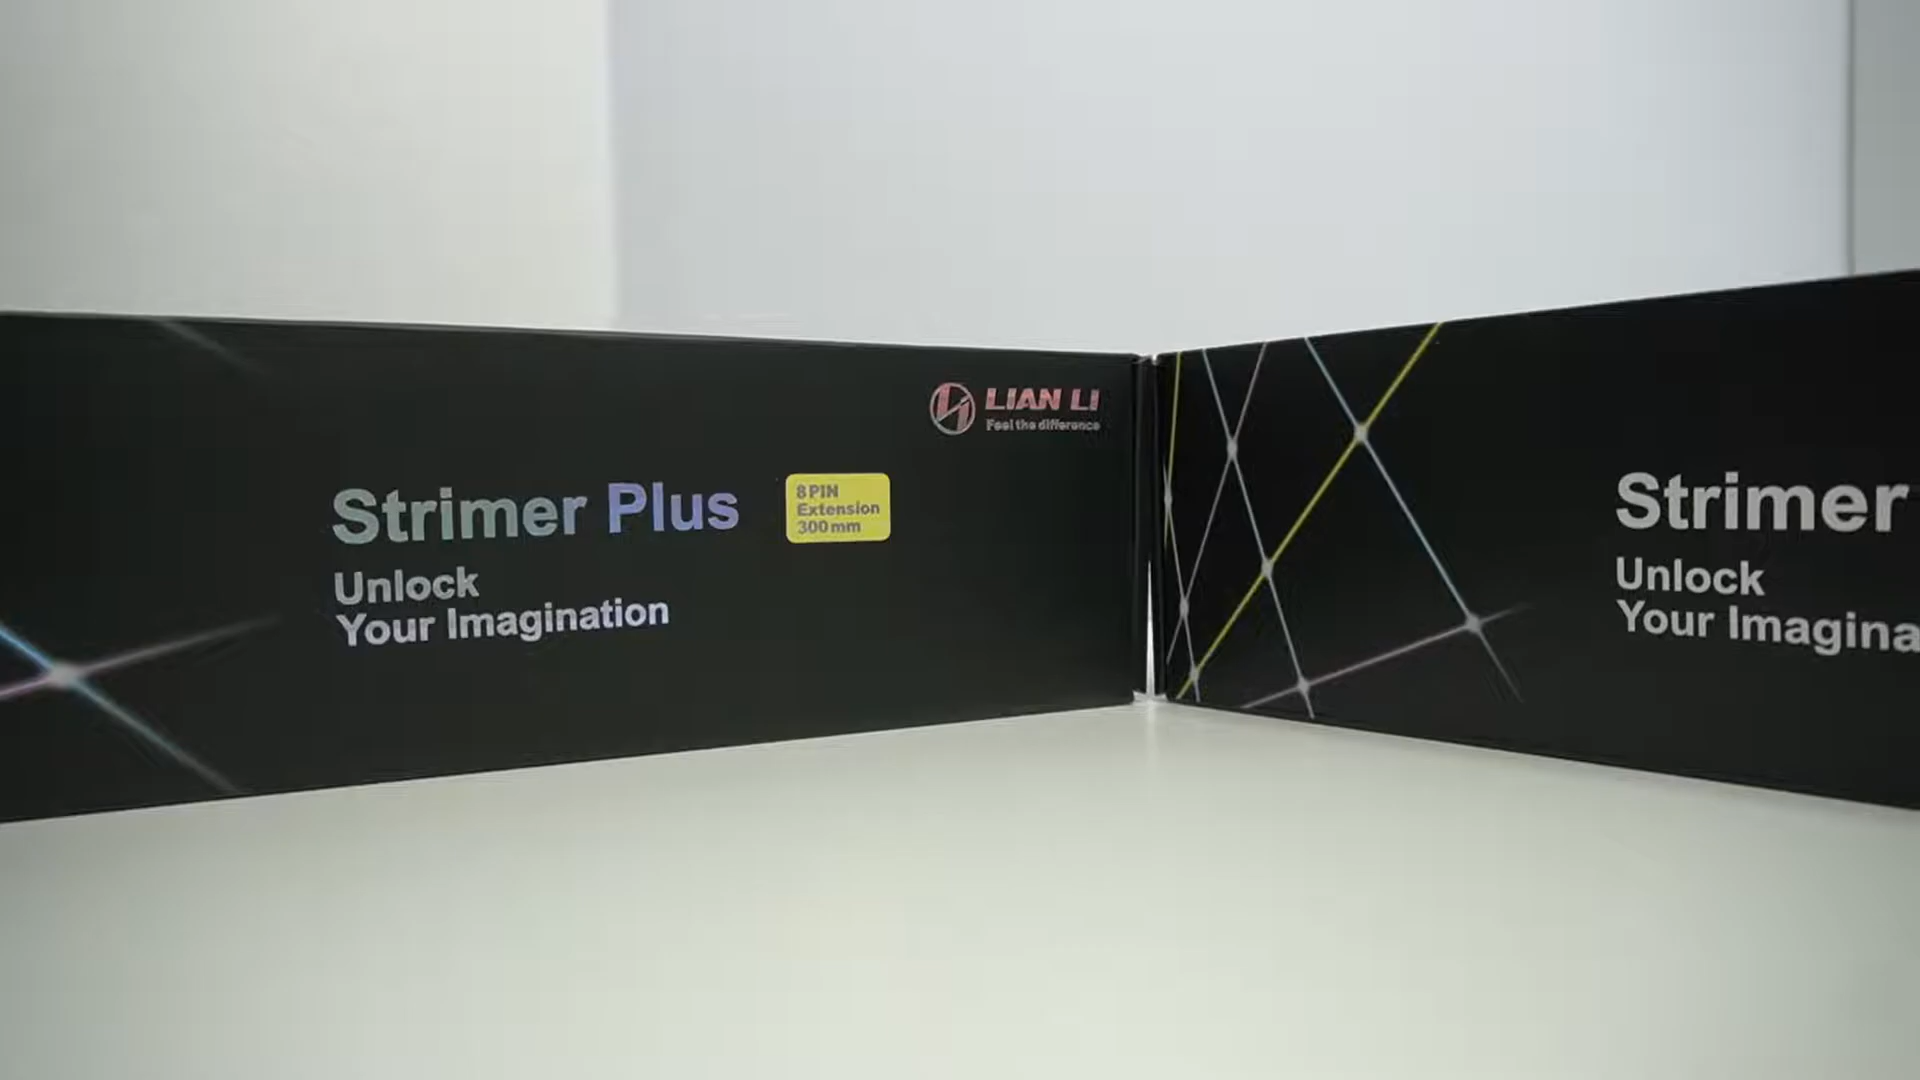 LIAN LI
Feel the difference
Strimer Plus
8 PIN
Extension
300 mm
Unlock
Your Imagination
Strimer
Unlock
Your Imagina